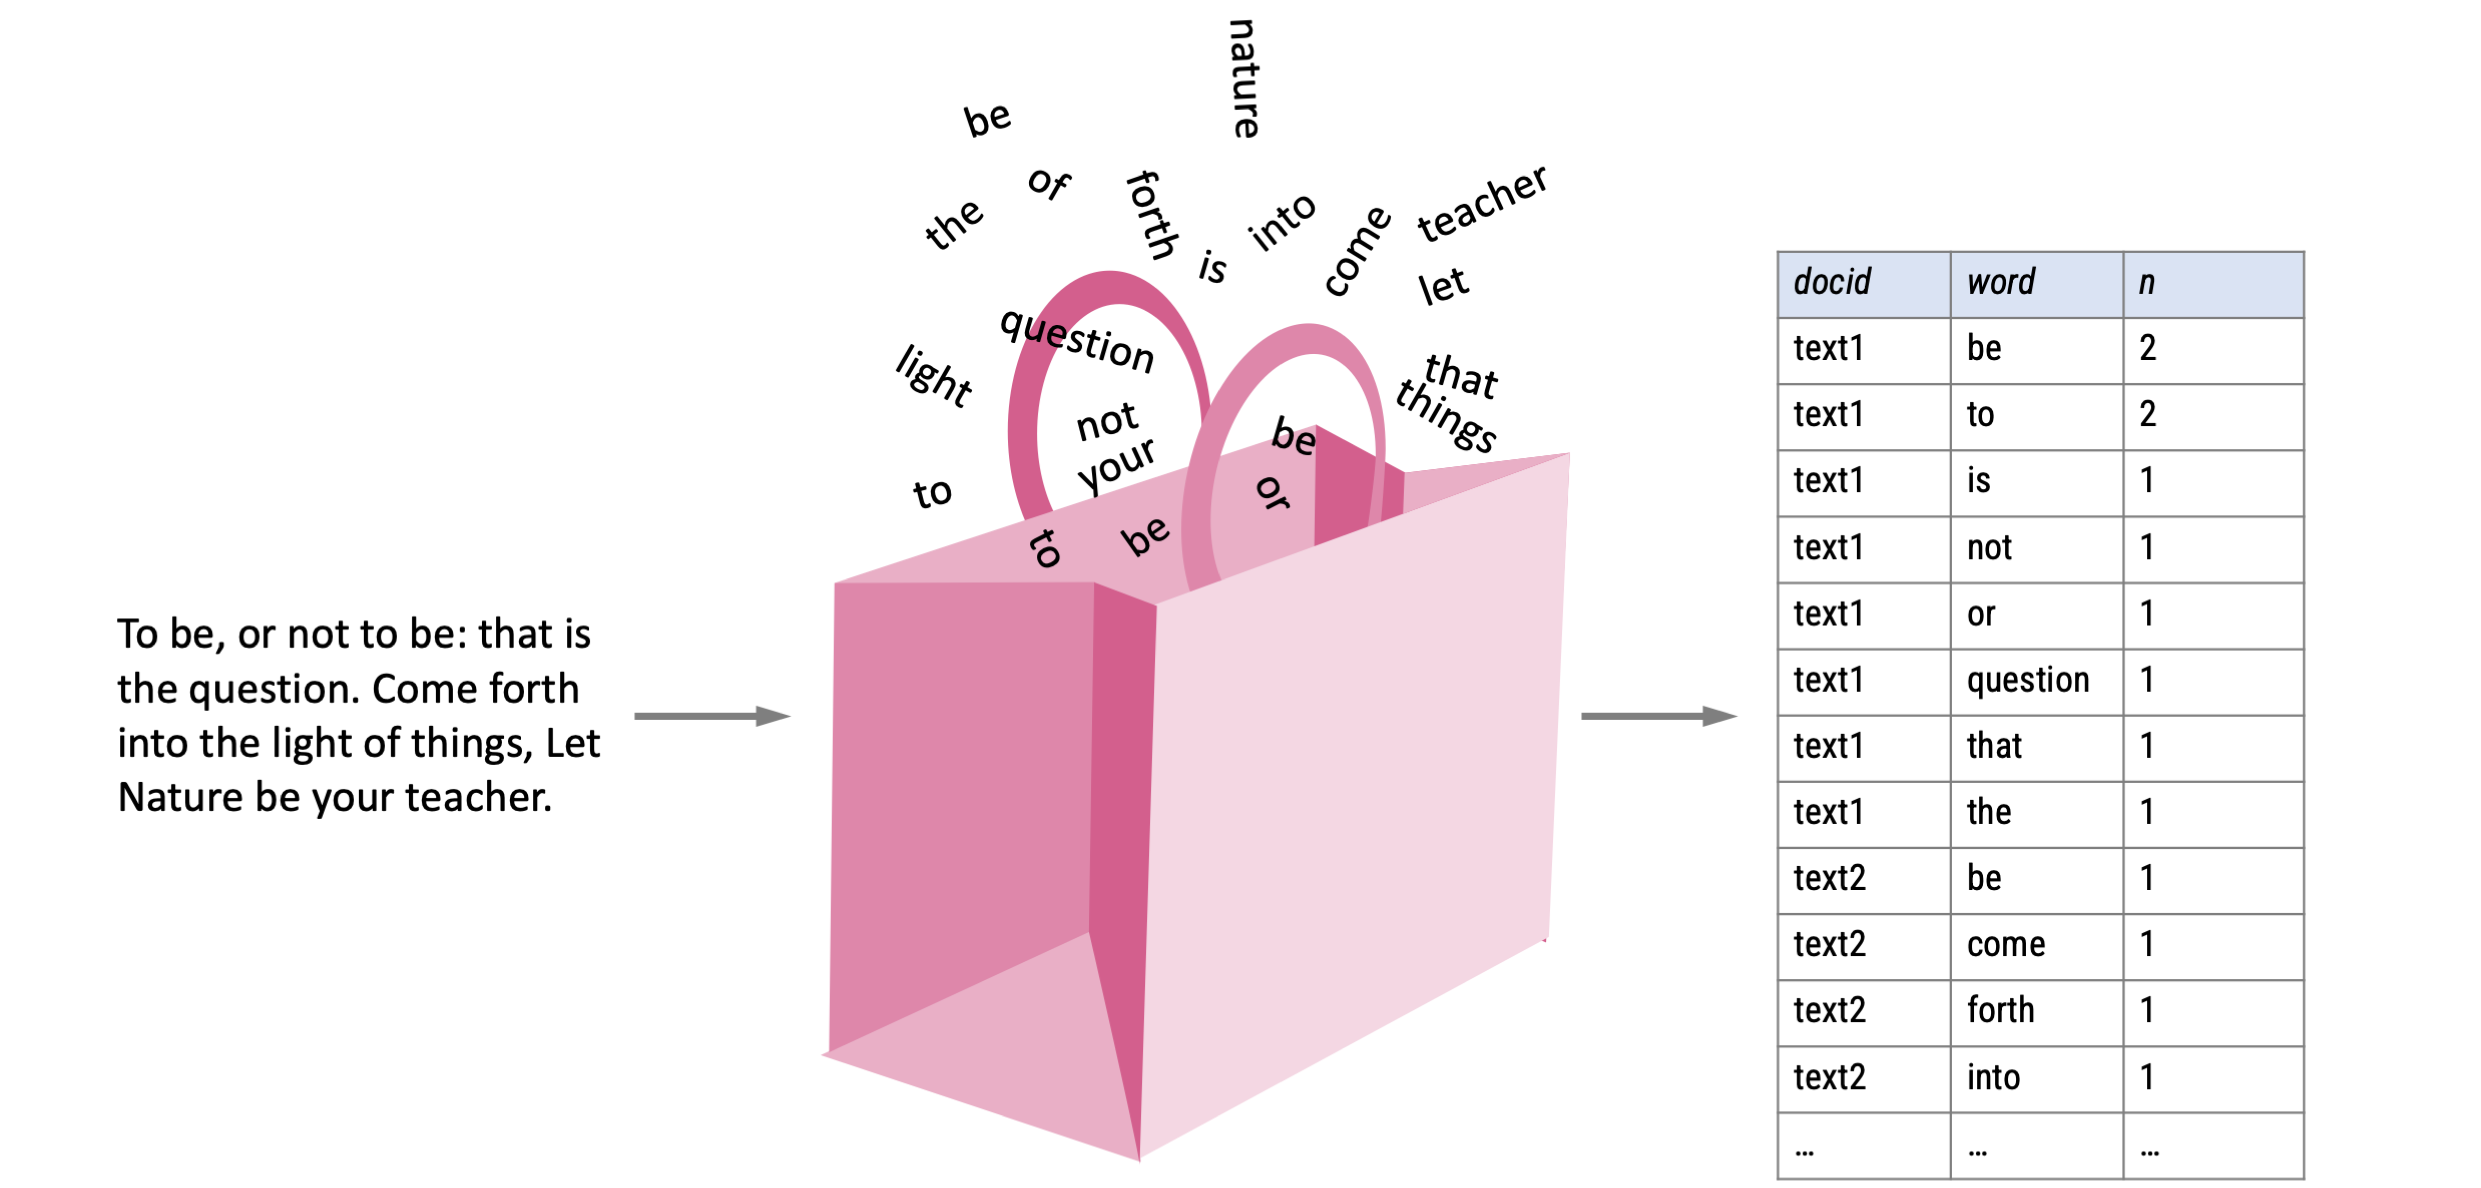 To be, or not to be: that is
the question. Come forth
into the light of things, Let
Nature be your teacher.
nature
be
of
the
forth
is
into
come
teacher
let
question
light
not
your
that
things
be
or
to
to
be
docid word n
text1 be 2
text1 to 2
text1 is 1
text1 not 1
text1 or 1
text1 question 1
text1 that 1
text1 the 1
text2 be 1
text2 come 1
text2 forth 1
text2 into 1
... ... ...